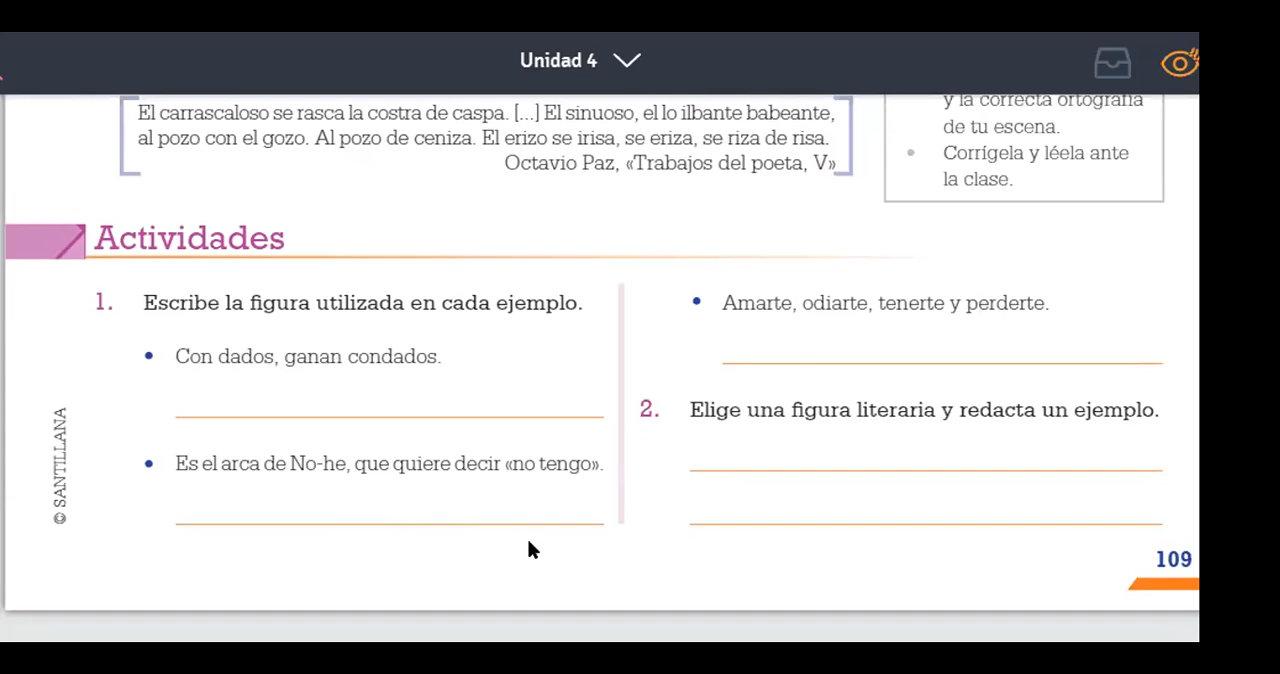 Unidad 4
El carrascaloso se rasca la costra de caspa. [...] El sinuoso, el lo ilbante babeante,
al pozo con el gozo. Al pozo de ceniza. El erizo se irisa, se eriza, se riza de risa.
Octavio Paz, «Trabajos del poeta, V»
y la correcta ortografía
de tu escena.
• Corrígela y léela ante
la clase.
Actividades
1. Escribe la figura utilizada en cada ejemplo.
• Con dados, ganan condados.
• Es el arca de No-he, que quiere decir «no tengo».
• Amarte, odiarte, tenerte y perderte.
2. Elige una figura literaria y redacta un ejemplo.
© SANTILLANA
109